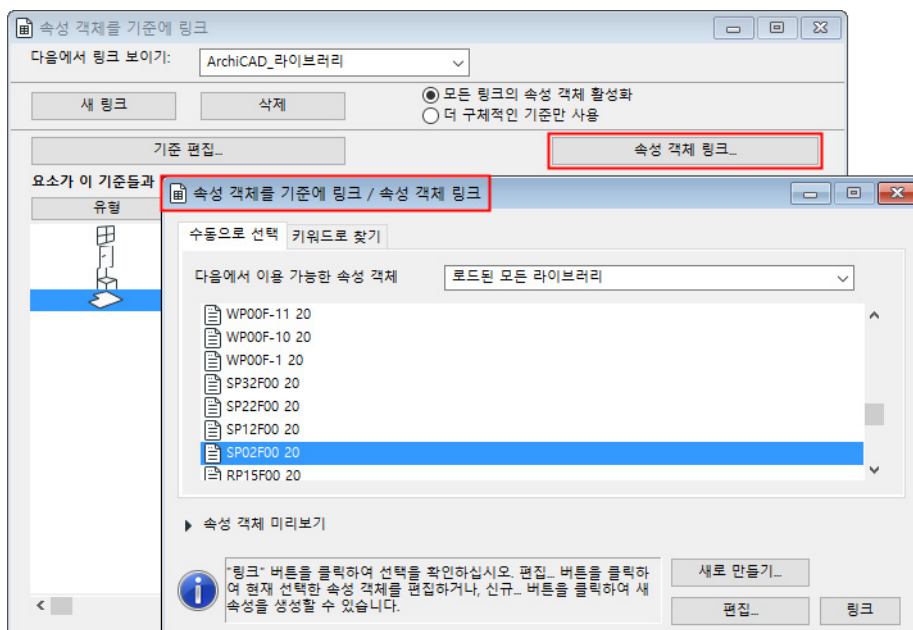 속성 객체를 기준에 링크
다음에서 링크 보이기:
ArchiCAD_라이브러리
새 링크
삭제
모든 링크의 속성 객체 활성화
더 구체적인 기준만 사용
기준 편집...
속성 객체 링크...
요소가 이 기준들과
유형
속성 객체를 기준에 링크 / 속성 객체 링크
수동으로 선택
키워드로 찾기
다음에서 이용 가능한 속성 객체
로드된 모든 라이브러리
WP00F-11 20
WP00F-10 20
WP00F-1 20
SP32F00 20
SP22F00 20
SP12F00 20
SP02F00 20
RP15F00 20
속성 객체 미리보기
"링크" 버튼을 클릭하여 선택을 확인하십시오. 편집... 버튼을 클릭하
여 현재 선택한 속성 객체를 편집하거나, 신규... 버튼을 클릭하여 새
속성을 생성할 수 있습니다.
새로 만들기...
편집...
링크